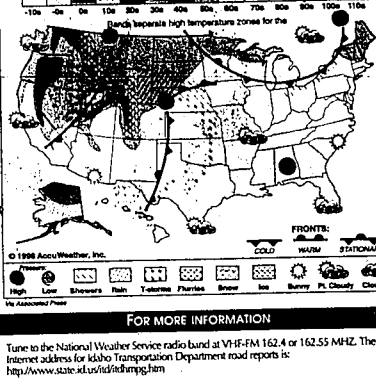 -10s -0s 0s 10s 20s 30s 40s 50s 60s 70s 80s 90s 100s 110s
Bands separate high temperature zones for the
© 1996 AccuWeather, Inc.
FRONTS:
COLD WARM STATIONARY
Pressure:
High Low Showers Rain T-storms Flurries Snow Ice Sunny Pt. Cloudy Clou
Via Associated Press
FOR MORE INFORMATION
Tune to the National Weather Service radio band at VHF-FM 162.4 or 162.55 MHZ. The
Internet address for Idaho Transportation Department road reports is:
http://www.state.id.us/itd/itdhmpg.htm